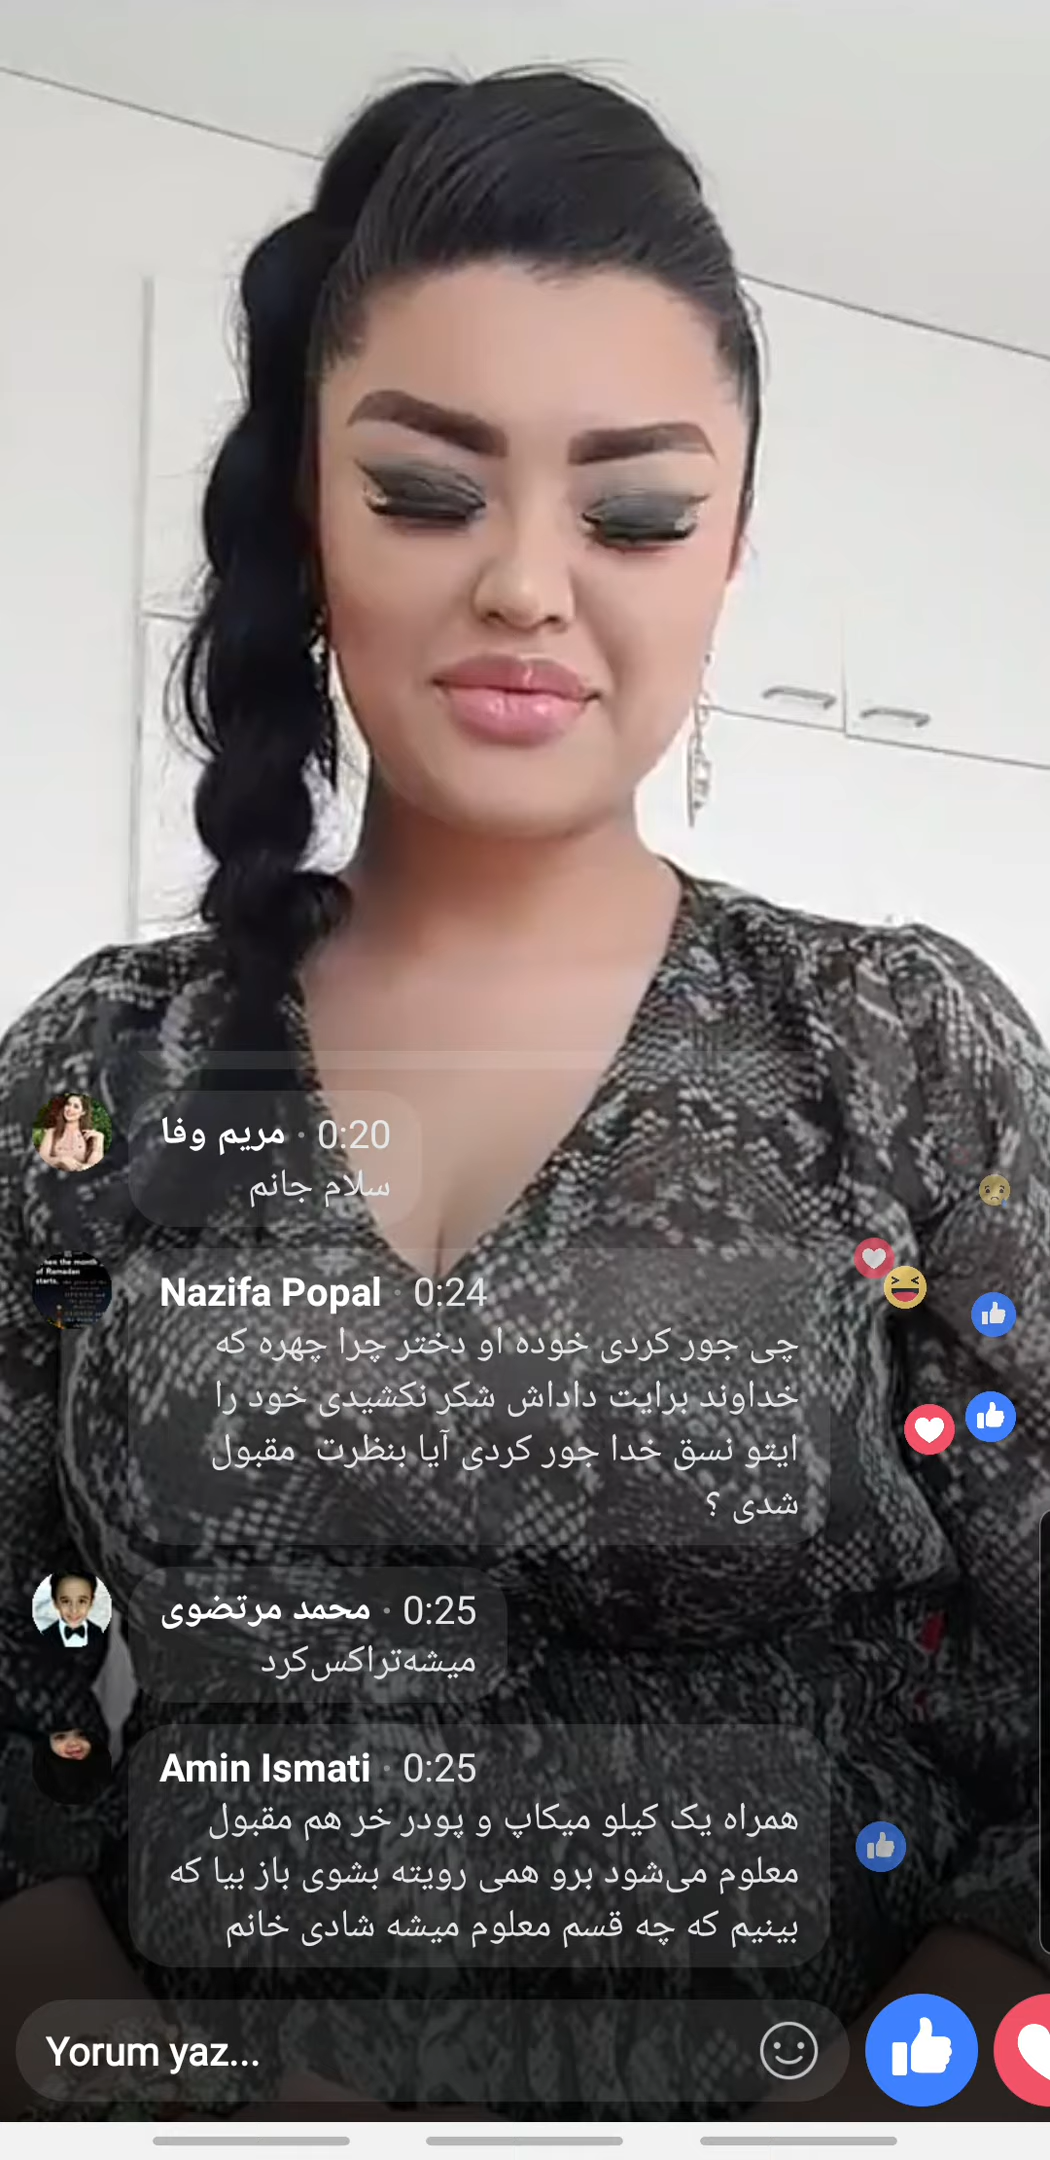 مریم وفا · 0:20
سلام جانم
Nazifa Popal · 0:24
چی جور کردی خوده او دختر چرا چهره که
خداوند برایت داداش شکر نکشیدی خود را
ایتو نسق خدا جور کردی آیا بنظرت مقبول
شدی ؟
محمد مرتضوی · 0:25
میشه‌تراکس‌کرد
Amin Ismati · 0:25
همراه یک کیلو میکاپ و پودر خر هم مقبول
معلوم می‌شود برو همی رویته بشوی باز بیا که
بینیم که چه قسم معلوم میشه شادی خانم
Yorum yaz...